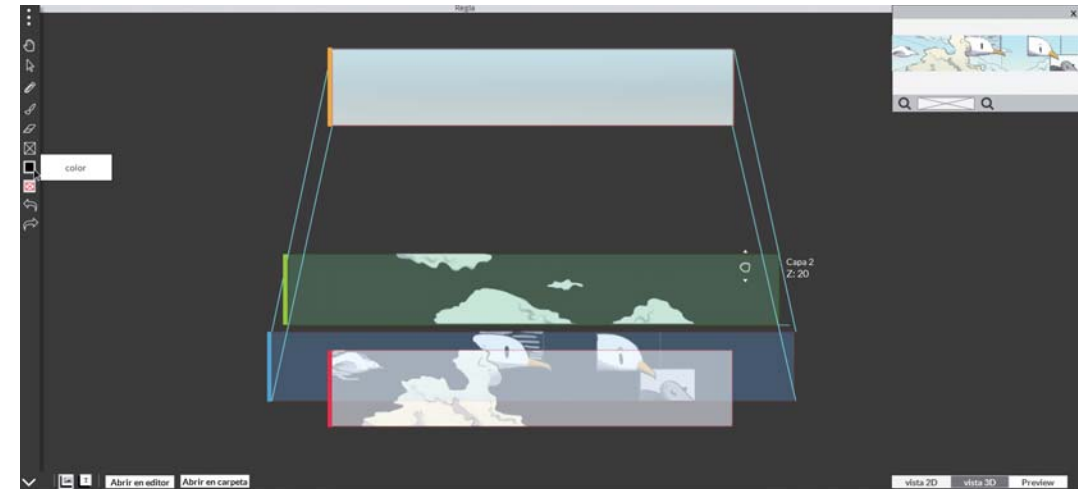 Regla
X
color
Capa 2
Z: 20
T
Abrir en editor
Abrir en carpeta
vista 2D
vista 3D
Preview